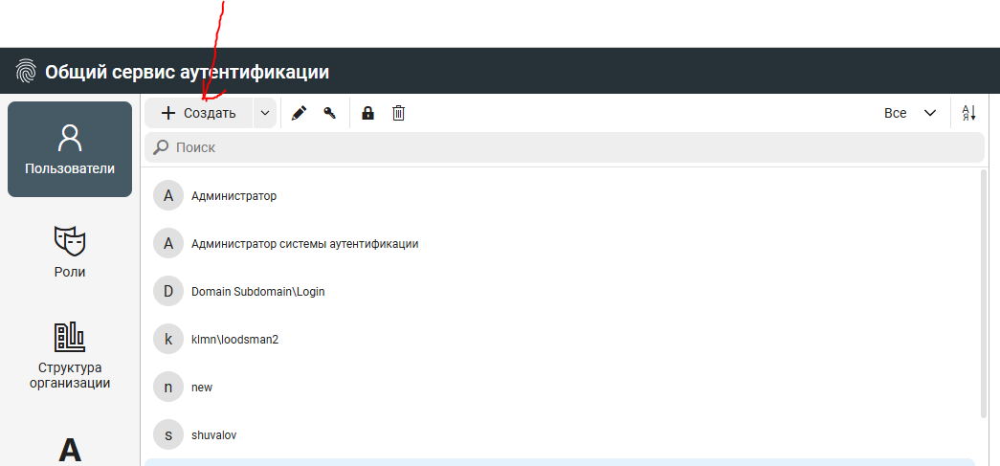 Общий сервис аутентификации
Создать
Все
А
Я
Поиск
Пользователи
Роли
Структура
организации
А
А Администратор
А Администратор системы аутентификации
D Domain Subdomain\Login
k klmn\loodsman2
n new
s shuvalov